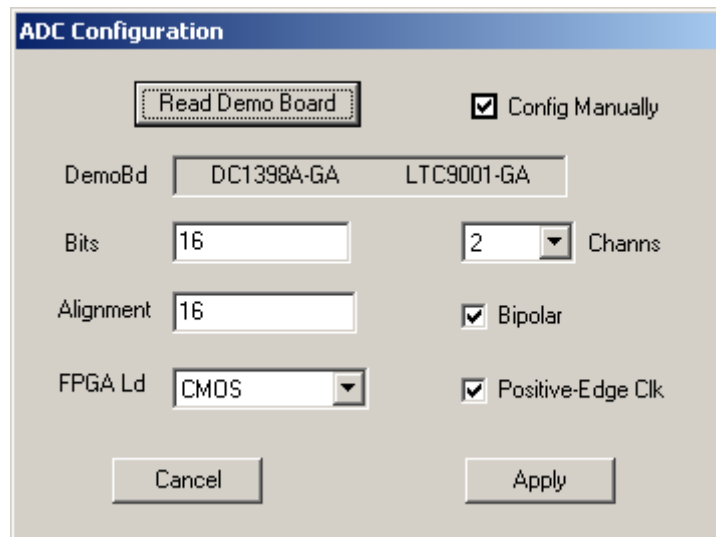 ADC Configuration
Read Demo Board Config Manually
DemoBd DC1398A-GA LTC9001-GA
Bits 16 2 Channs
Alignment 16 Bipolar
FPGA Ld CMOS Positive-Edge Clk
Cancel Apply